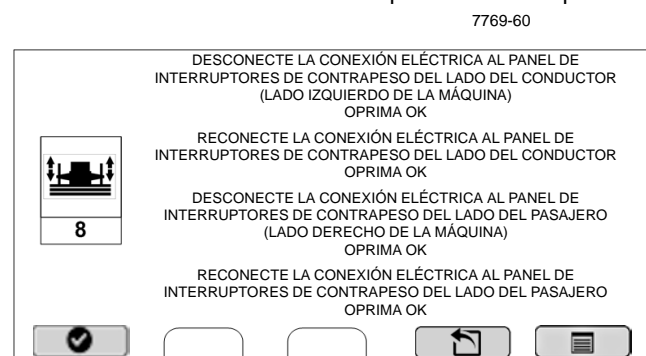 7769-60
DESCONECTE LA CONEXIÓN ELÉCTRICA AL PANEL DE
INTERRUPTORES DE CONTRAPESO DEL LADO DEL CONDUCTOR
(LADO IZQUIERDO DE LA MÁQUINA)
OPRIMA OK
RECONECTE LA CONEXIÓN ELÉCTRICA AL PANEL DE
INTERRUPTORES DE CONTRAPESO DEL LADO DEL CONDUCTOR
OPRIMA OK
DESCONECTE LA CONEXIÓN ELÉCTRICA AL PANEL DE
INTERRUPTORES DE CONTRAPESO DEL LADO DEL PASAJERO
(LADO DERECHO DE LA MÁQUINA)
OPRIMA OK
RECONECTE LA CONEXIÓN ELÉCTRICA AL PANEL DE
INTERRUPTORES DE CONTRAPESO DEL LADO DEL PASAJERO
OPRIMA OK
8